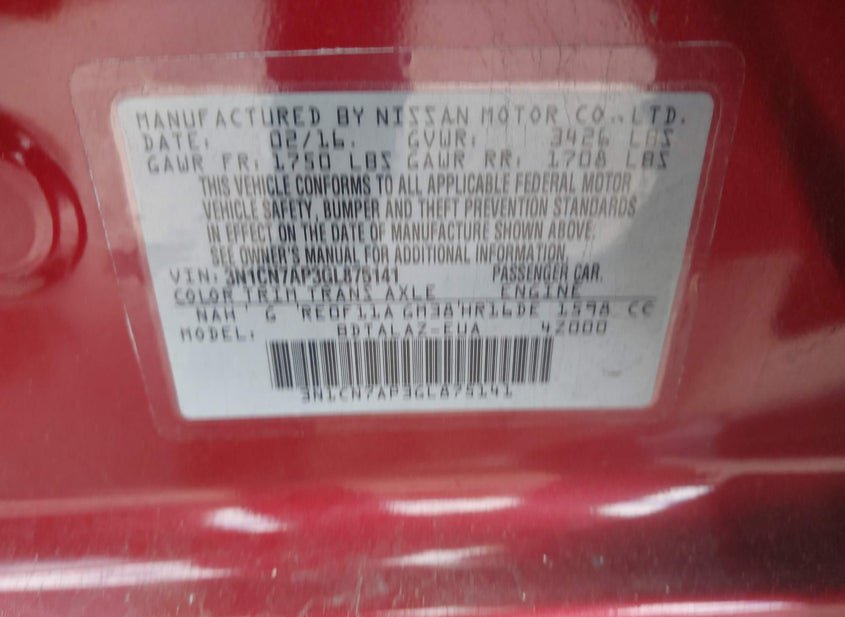 MANUFACTURED BY NISSAN MOTOR CO.,LTD.
DATE: 02/16. GVWR: 3426 LBS
GAWR FR: 1750 LBS GAWR RR: 1708 LBS
THIS VEHICLE CONFORMS TO ALL APPLICABLE FEDERAL MOTOR
VEHICLE SAFETY, BUMPER AND THEFT PREVENTION STANDARDS
IN EFFECT ON THE DATE OF MANUFACTURE SHOWN ABOVE.
SEE OWNER'S MANUAL FOR ADDITIONAL INFORMATION.
VIN: 3N1CN7AP3GL875141 PASSENGER CAR.
COLOR TRIM TRANS AXLE ENGINE
NAH G RE0F11A GM38 HR16DE 1598 CC
MODEL: BDTALAZ-EUA 4Z000
3N1CN7AP3GL875141